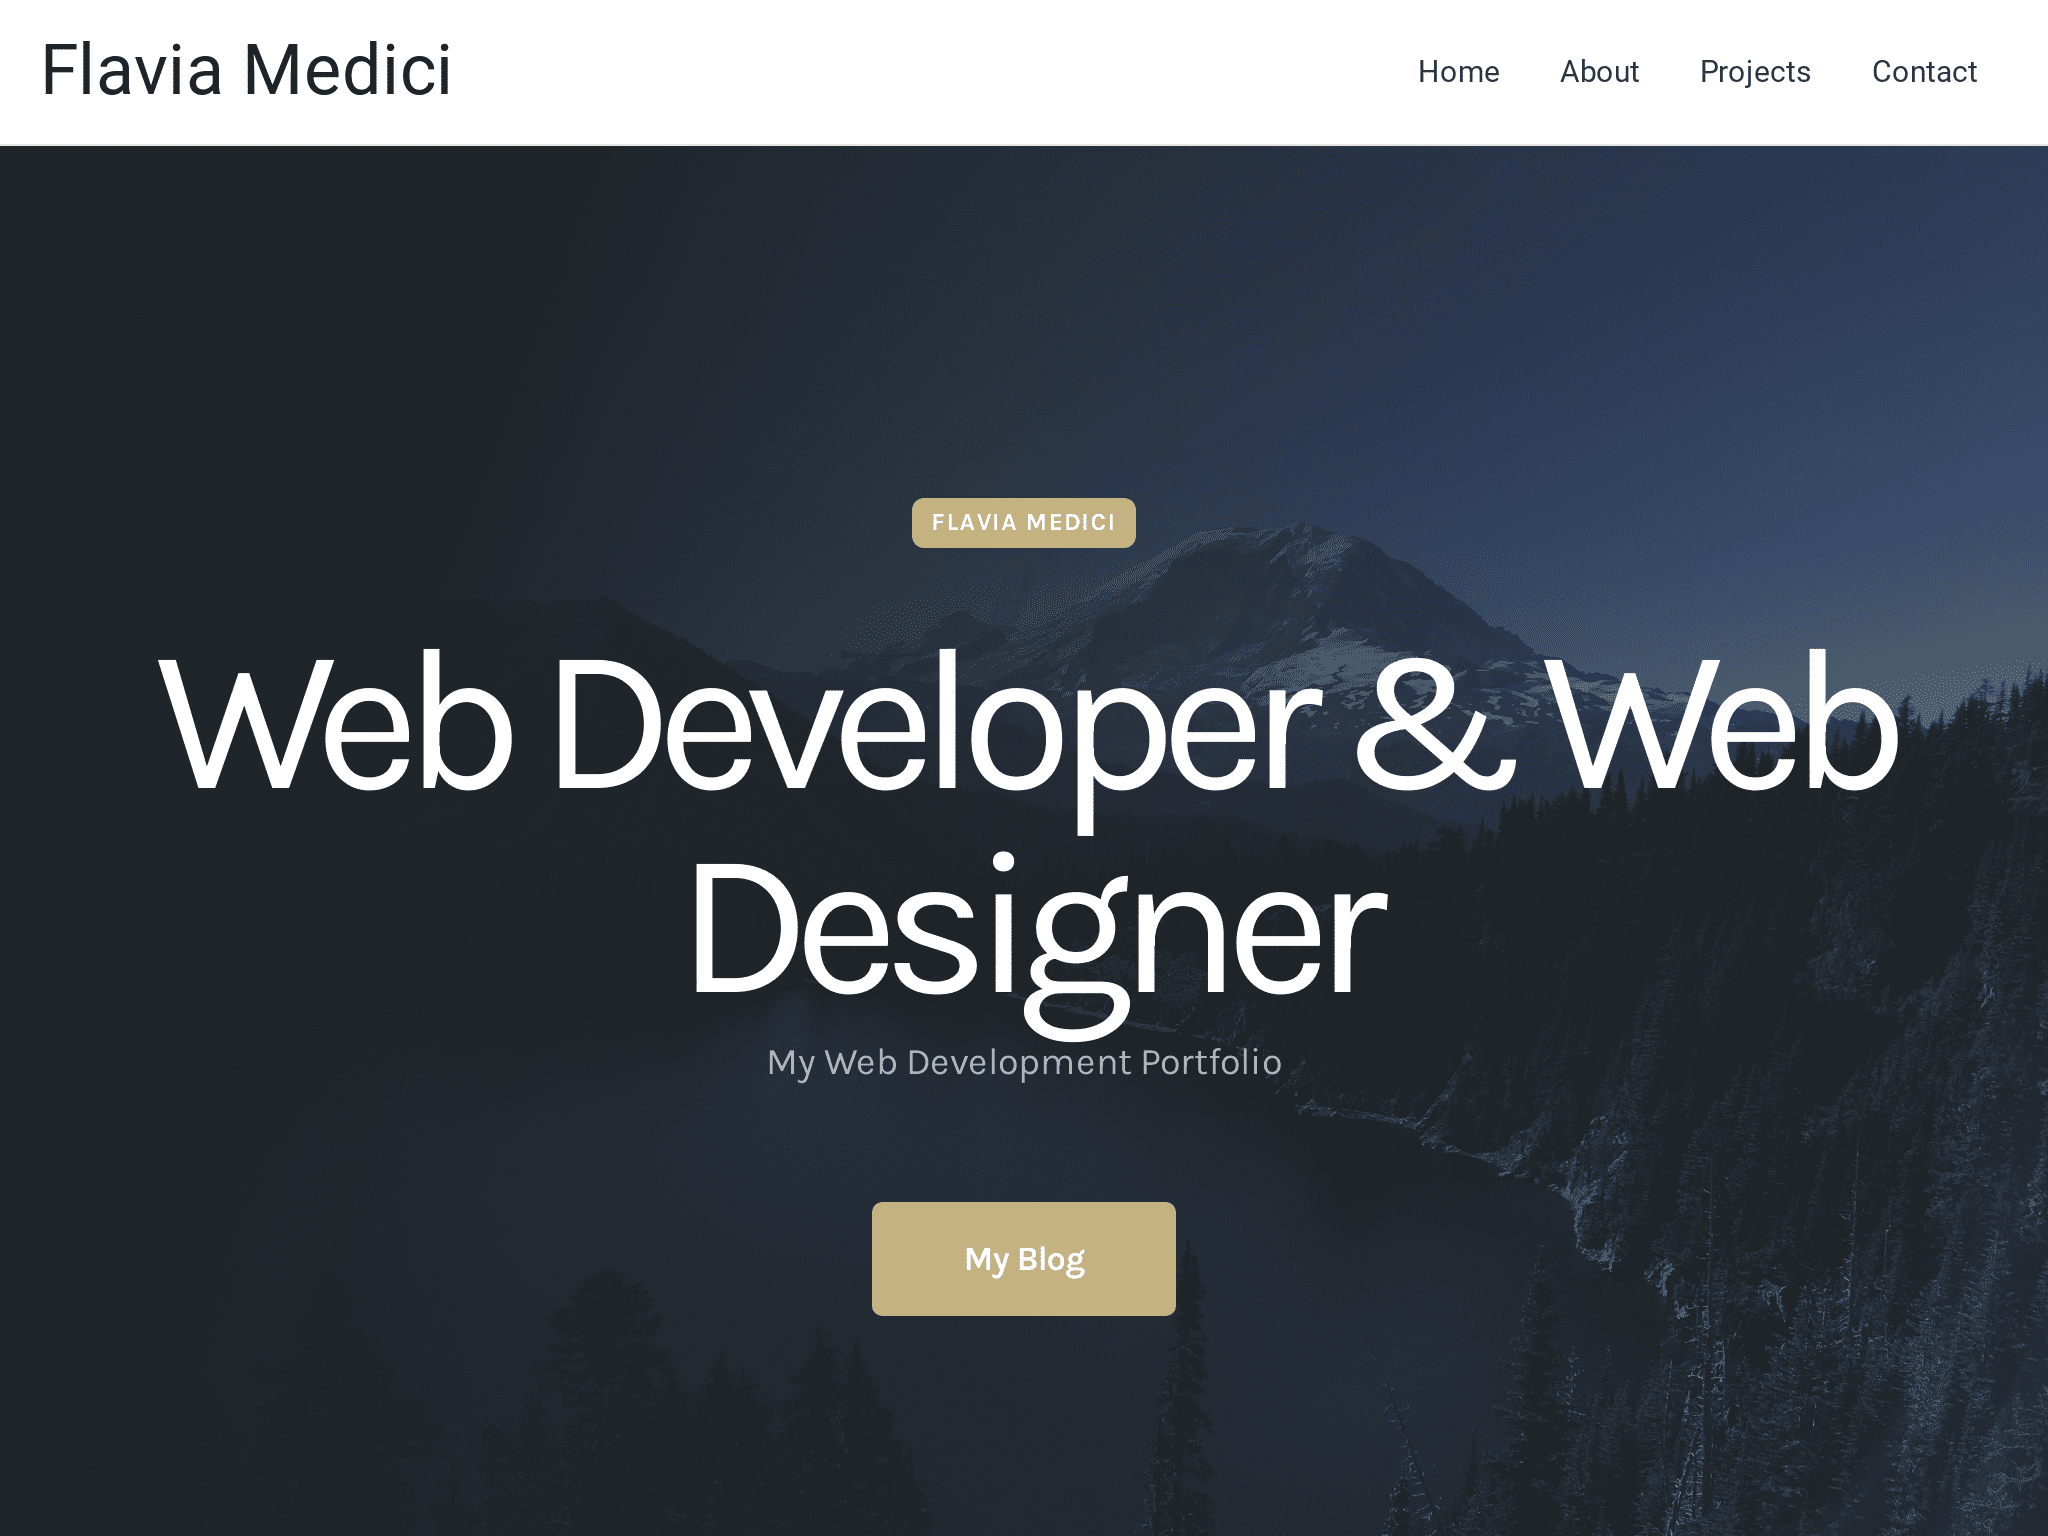 Flavia Medici
Home About Projects Contact
FLAVIA MEDICI
Web Developer & Web
Designer
My Web Development Portfolio
My Blog